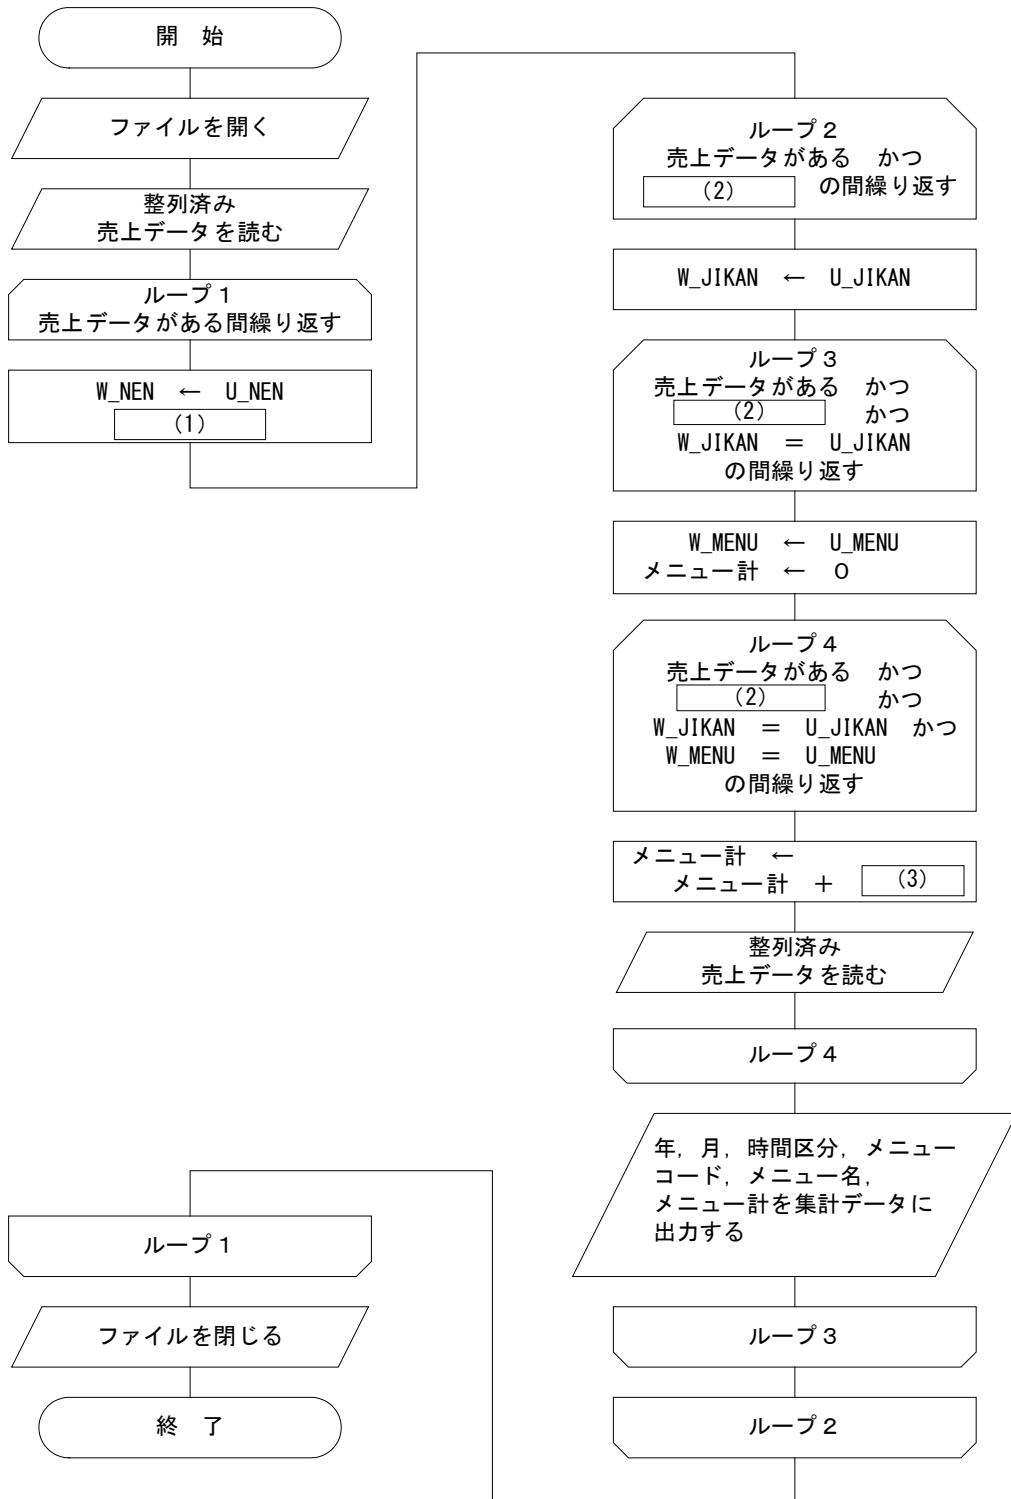 開　始
ファイルを開く
整列済み
売上データを読む
ループ１
売上データがある間繰り返す
W_NEN ← U_NEN
(1)
ループ２
売上データがある　かつ
(2)　の間繰り返す
W_JIKAN ← U_JIKAN
ループ３
売上データがある　かつ
(2)　かつ
W_JIKAN ＝ U_JIKAN
の間繰り返す
W_MENU ← U_MENU
メニュー計 ← ０
ループ４
売上データがある　かつ
(2)　かつ
W_JIKAN ＝ U_JIKAN かつ
W_MENU ＝ U_MENU
の間繰り返す
メニュー計 ←
メニュー計 ＋ (3)
整列済み
売上データを読む
ループ４
年，月，時間区分，メニュー
コード，メニュー名，
メニュー計を集計データに
出力する
ループ３
ループ２
ループ１
ファイルを閉じる
終　了